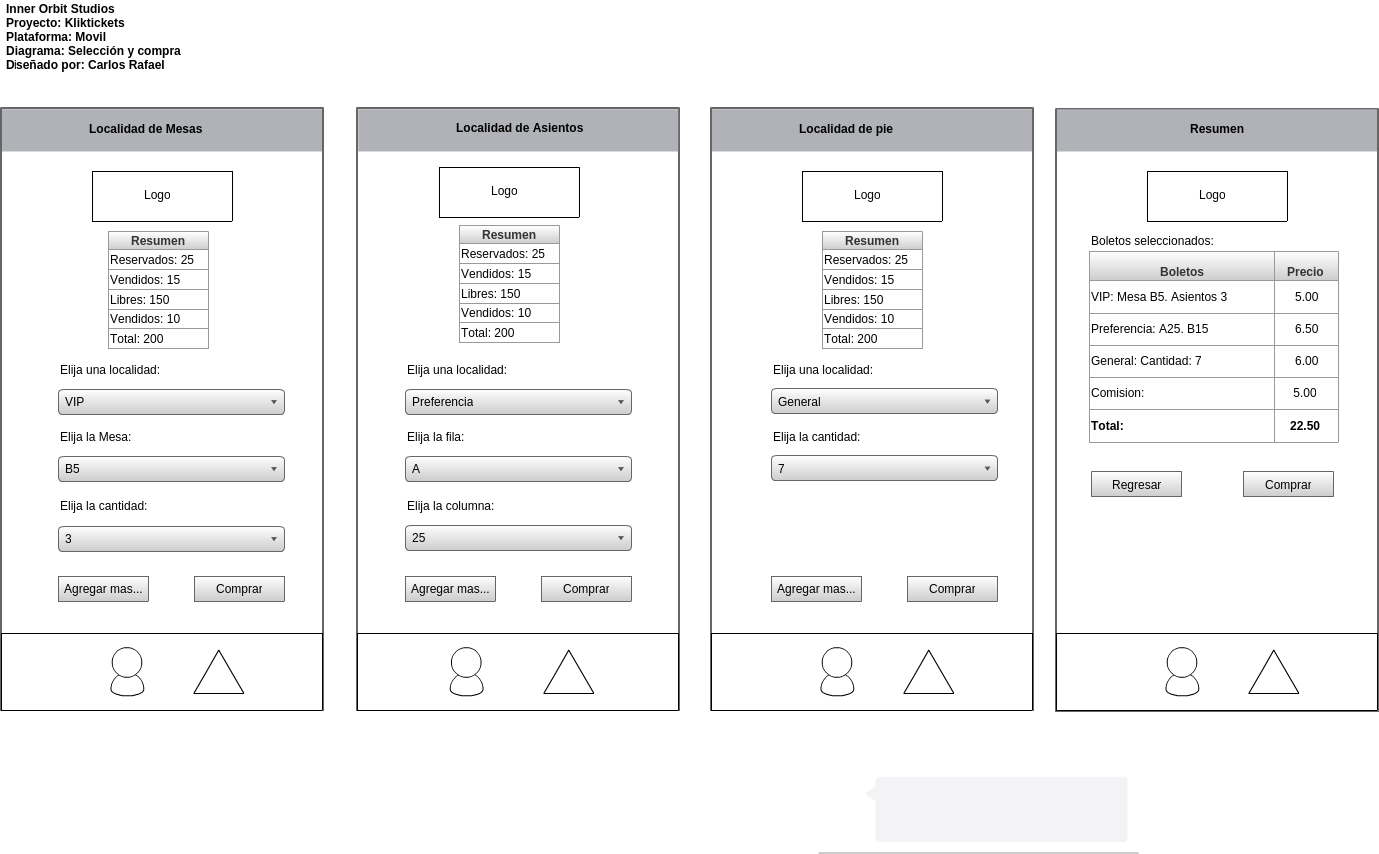 Inner Orbit Studios
Proyecto: Kliktickets
Plataforma: Movil
Diagrama: Selección y compra
Diseñado por: Carlos Rafael
Localidad de Mesas
Logo
Resumen
Reservados: 25
Vendidos: 15
Libres: 150
Vendidos: 10
Total: 200
Elija una localidad:
VIP
Elija la Mesa:
B5
Elija la cantidad:
3
Agregar mas...
Comprar
Localidad de Asientos
Logo
Resumen
Reservados: 25
Vendidos: 15
Libres: 150
Vendidos: 10
Total: 200
Elija una localidad:
Preferencia
Elija la fila:
A
Elija la columna:
25
Agregar mas...
Comprar
Localidad de pie
Logo
Resumen
Reservados: 25
Vendidos: 15
Libres: 150
Vendidos: 10
Total: 200
Elija una localidad:
General
Elija la cantidad:
7
Agregar mas...
Comprar
Resumen
Logo
Boletos seleccionados:
Boletos Precio
VIP: Mesa B5. Asientos 3 5.00
Preferencia: A25. B15 6.50
General: Cantidad: 7 6.00
Comision: 5.00
Total: 22.50
Regresar
Comprar